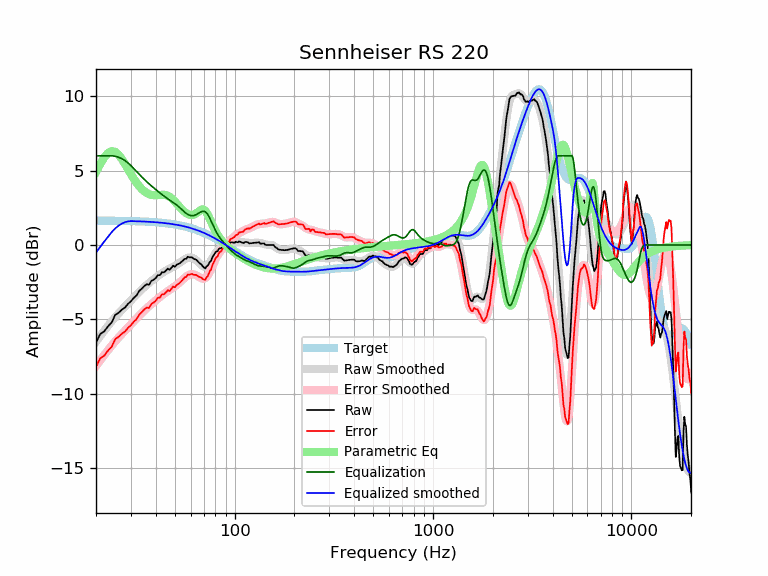 Sennheiser RS 220
Amplitude (dBr)
10
5
0
−5
−10
−15
Target
Raw Smoothed
Error Smoothed
Raw
Error
Parametric Eq
Equalization
Equalized smoothed
100
1000
10000
Frequency (Hz)